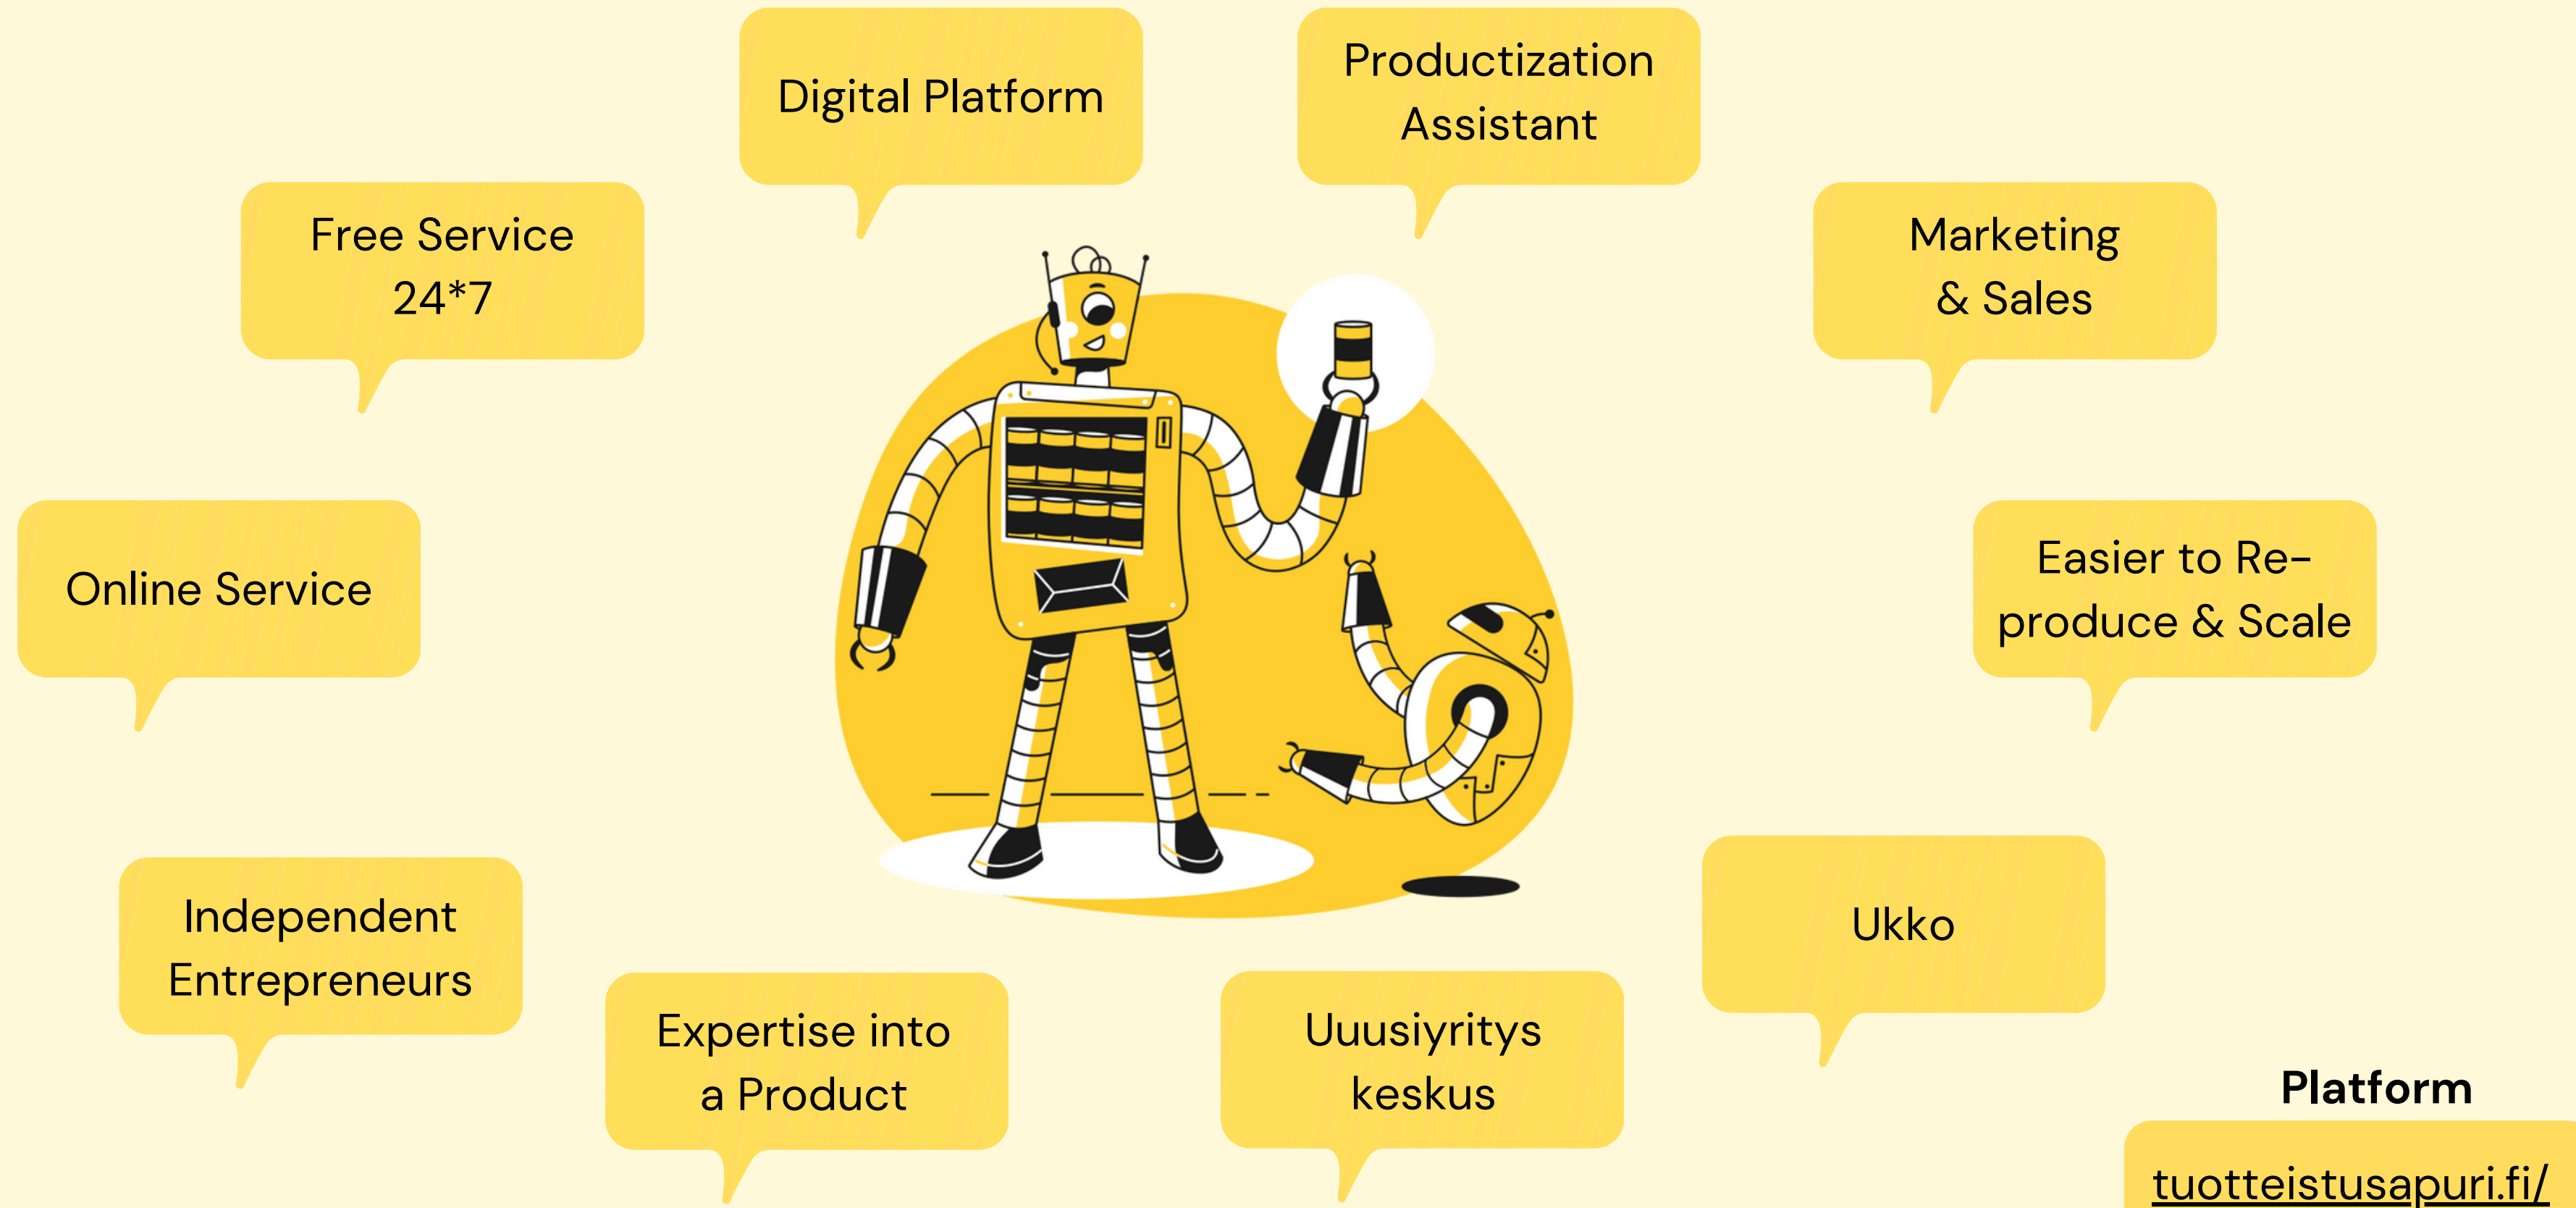 Digital Platform
Productization
Assistant
Free Service
24*7
Marketing
& Sales
Online Service
Easier to Re-
produce & Scale
Independent
Entrepreneurs
Ukko
Expertise into
a Product
Uuusiyritys
keskus
Platform
tuotteistusapuri.fi/